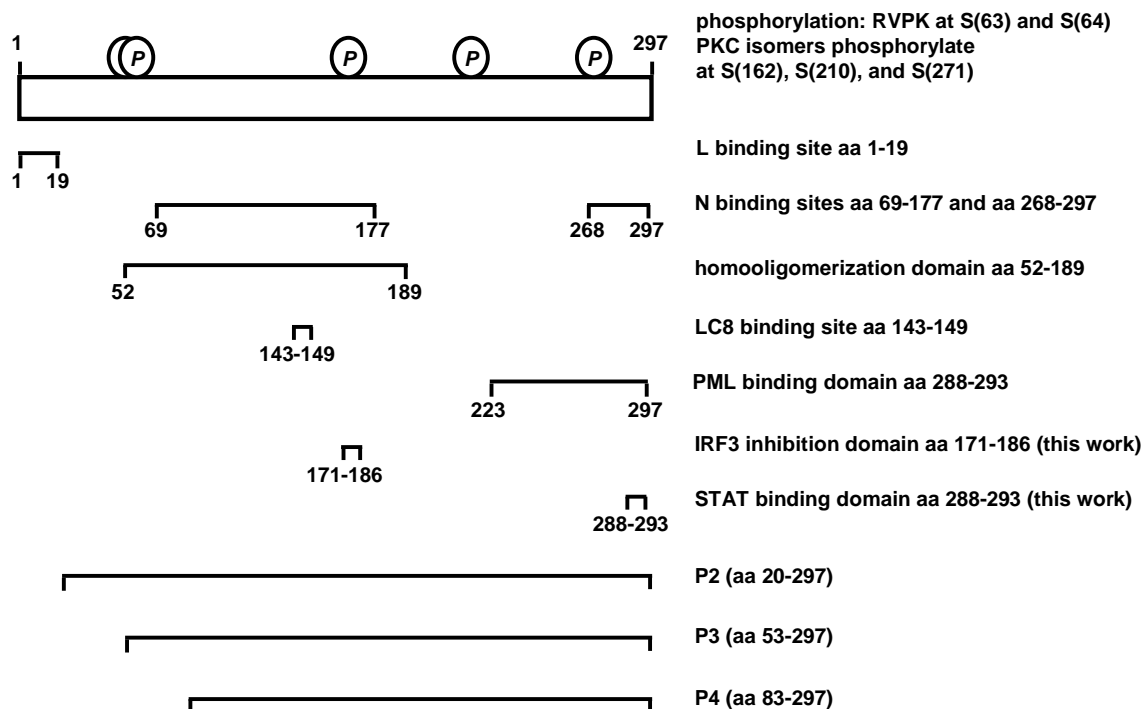 phosphorylation: RVPK at S(63) and S(64)
1
297
PKC isomers phosphorylate
P P P P
at S(162), S(210), and S(271)
L binding site aa 1-19
1 19
N binding sites aa 69-177 and aa 268-297
69 177 268 297
homooligomerization domain aa 52-189
52 189
LC8 binding site aa 143-149
143-149
PML binding domain aa 288-293
223 297
IRF3 inhibition domain aa 171-186 (this work)
171-186
STAT binding domain aa 288-293 (this work)
288-293
P2 (aa 20-297)
P3 (aa 53-297)
P4 (aa 83-297)